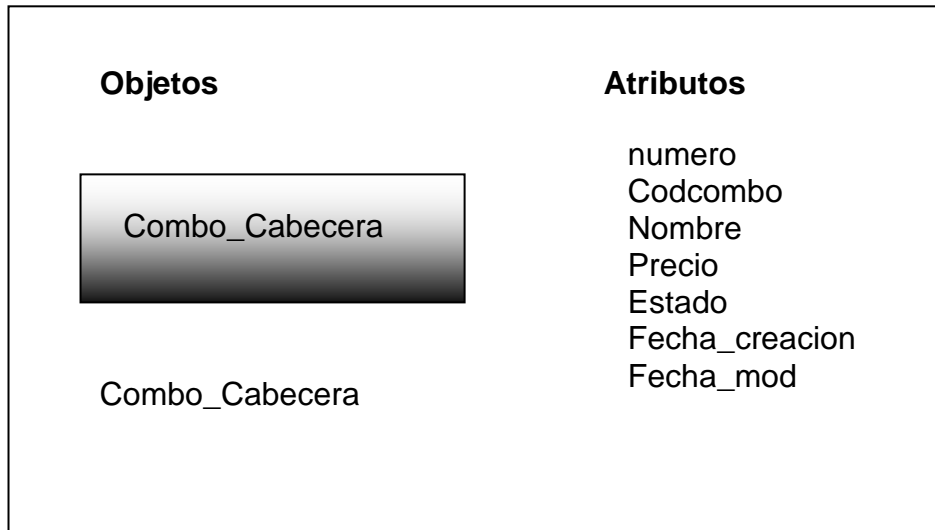 Objetos
Atributos
Combo_Cabecera
Combo_Cabecera
numero
Codcombo
Nombre
Precio
Estado
Fecha_creacion
Fecha_mod